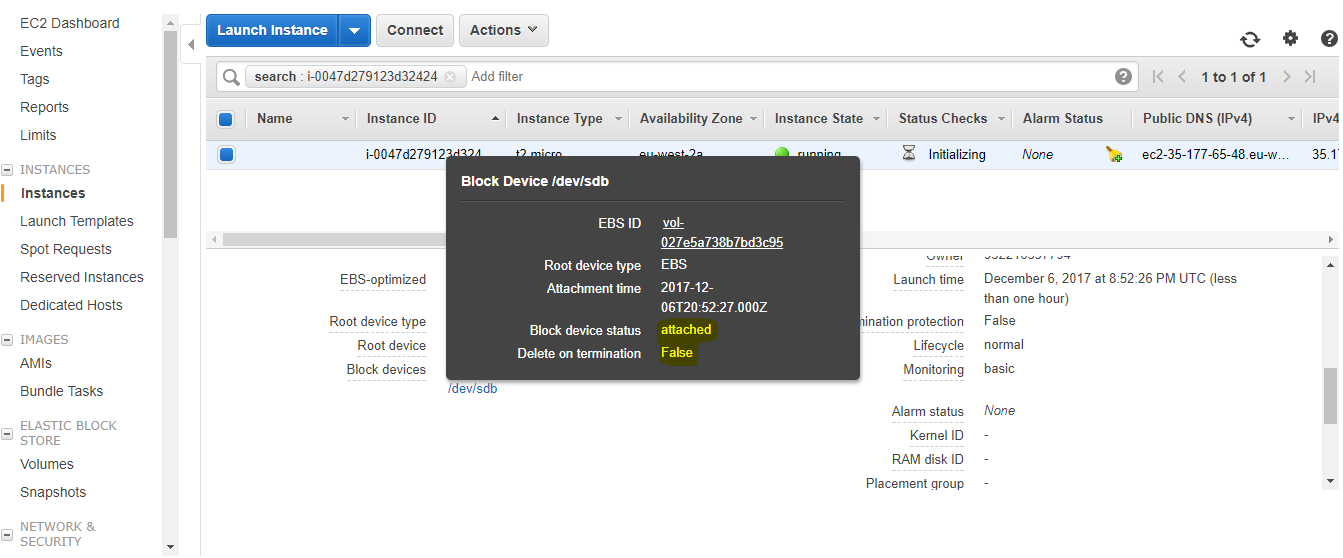 EC2 Dashboard
Events
Tags
Reports
Limits
INSTANCES
Instances
Launch Templates
Spot Requests
Reserved Instances
Dedicated Hosts
IMAGES
AMIs
Bundle Tasks
ELASTIC BLOCK
STORE
Volumes
Snapshots
NETWORK &
SECURITY
Launch Instance Connect Actions
search : i-0047d279123d32424 Add filter 1 to 1 of 1
Name Instance ID Instance Type Availability Zone Instance State Status Checks Alarm Status Public DNS (IPv4) IPv4
i-0047d279123d324... t2.micro eu-west-2a running Initializing None ec2-35-177-65-48.eu-w... 35.17
Block Device /dev/sdb
EBS ID vol-
027e5a738b7bd3c95
Root device type EBS
Attachment time 2017-12-
06T20:52:27.000Z
Block device status attached
Delete on termination False
EBS-optimized
Root device type
Root device
Block devices
/dev/sdb
Owner
Launch time December 6, 2017 at 8:52:26 PM UTC (less
than one hour)
mination protection False
Lifecycle normal
Monitoring basic
Alarm status None
Kernel ID -
RAM disk ID -
Placement group -